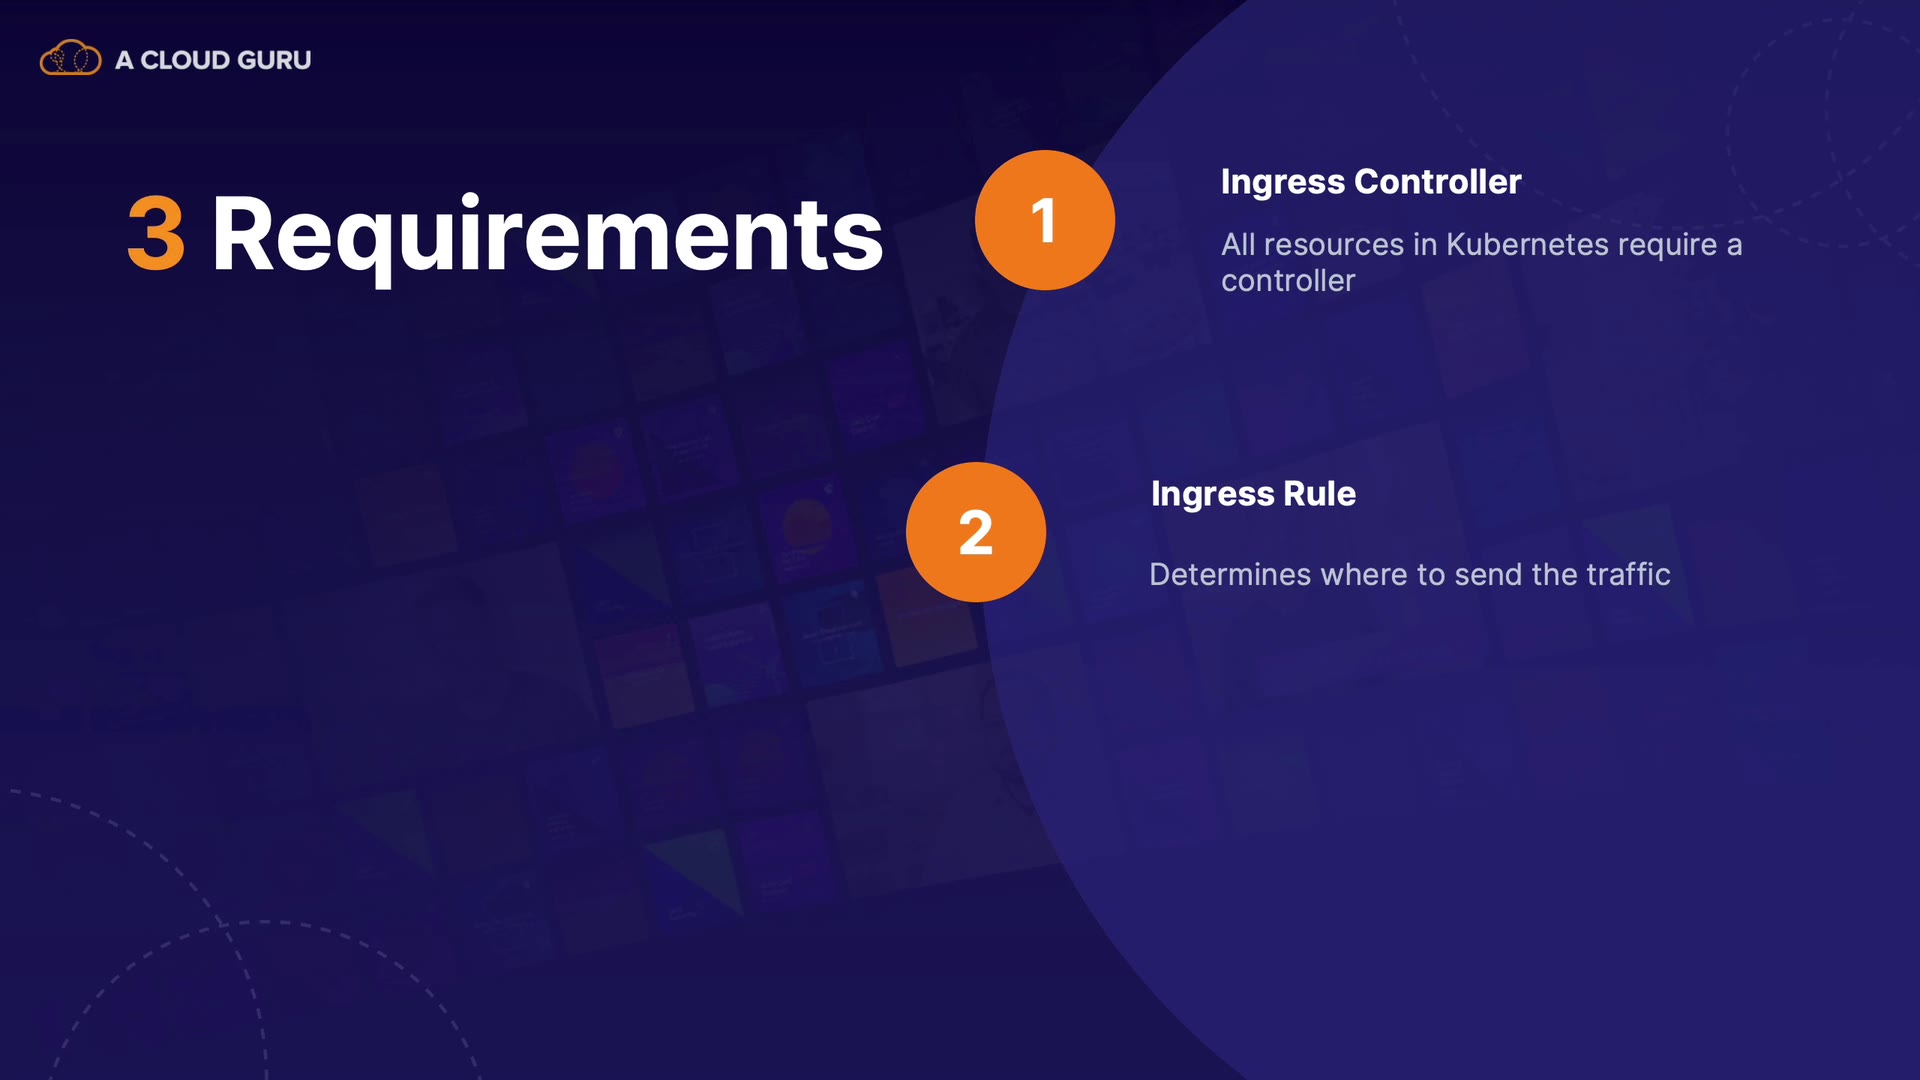 A CLOUD GURU
3 Requirements
1
Ingress Controller
All resources in Kubernetes require a
controller
2
Ingress Rule
Determines where to send the traffic